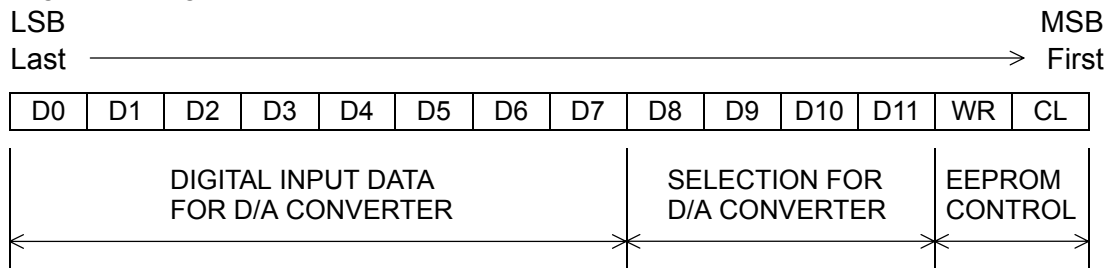 LSB MSB
Last First
D0 D1 D2 D3 D4 D5 D6 D7 D8 D9 D10 D11 WR CL
DIGITAL INPUT DATA SELECTION FOR EEPROM
FOR D/A CONVERTER D/A CONVERTER CONTROL